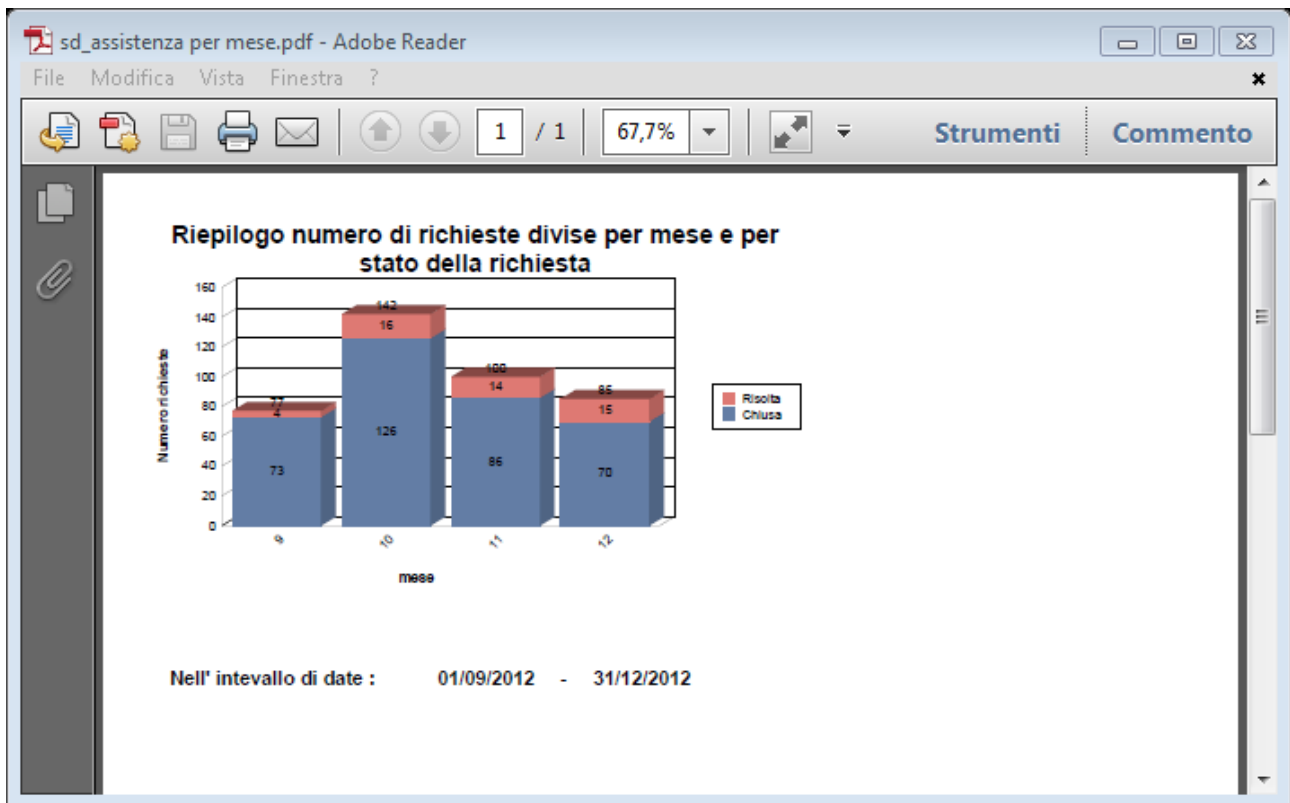 sd_assistenza per mese.pdf - Adobe Reader
File Modifica Vista Finestra ?
1 / 1 67,7% Strumenti Commento
Riepilogo numero di richieste divise per mese e per
stato della richiesta
Numero richieste
160
140
120
100
80
60
40
20
0
77
4
73
142
16
126
100
14
86
85
15
70
9 10 11 12
mese
Risolta
Chiusa
Nell' intevallo di date : 01/09/2012 - 31/12/2012